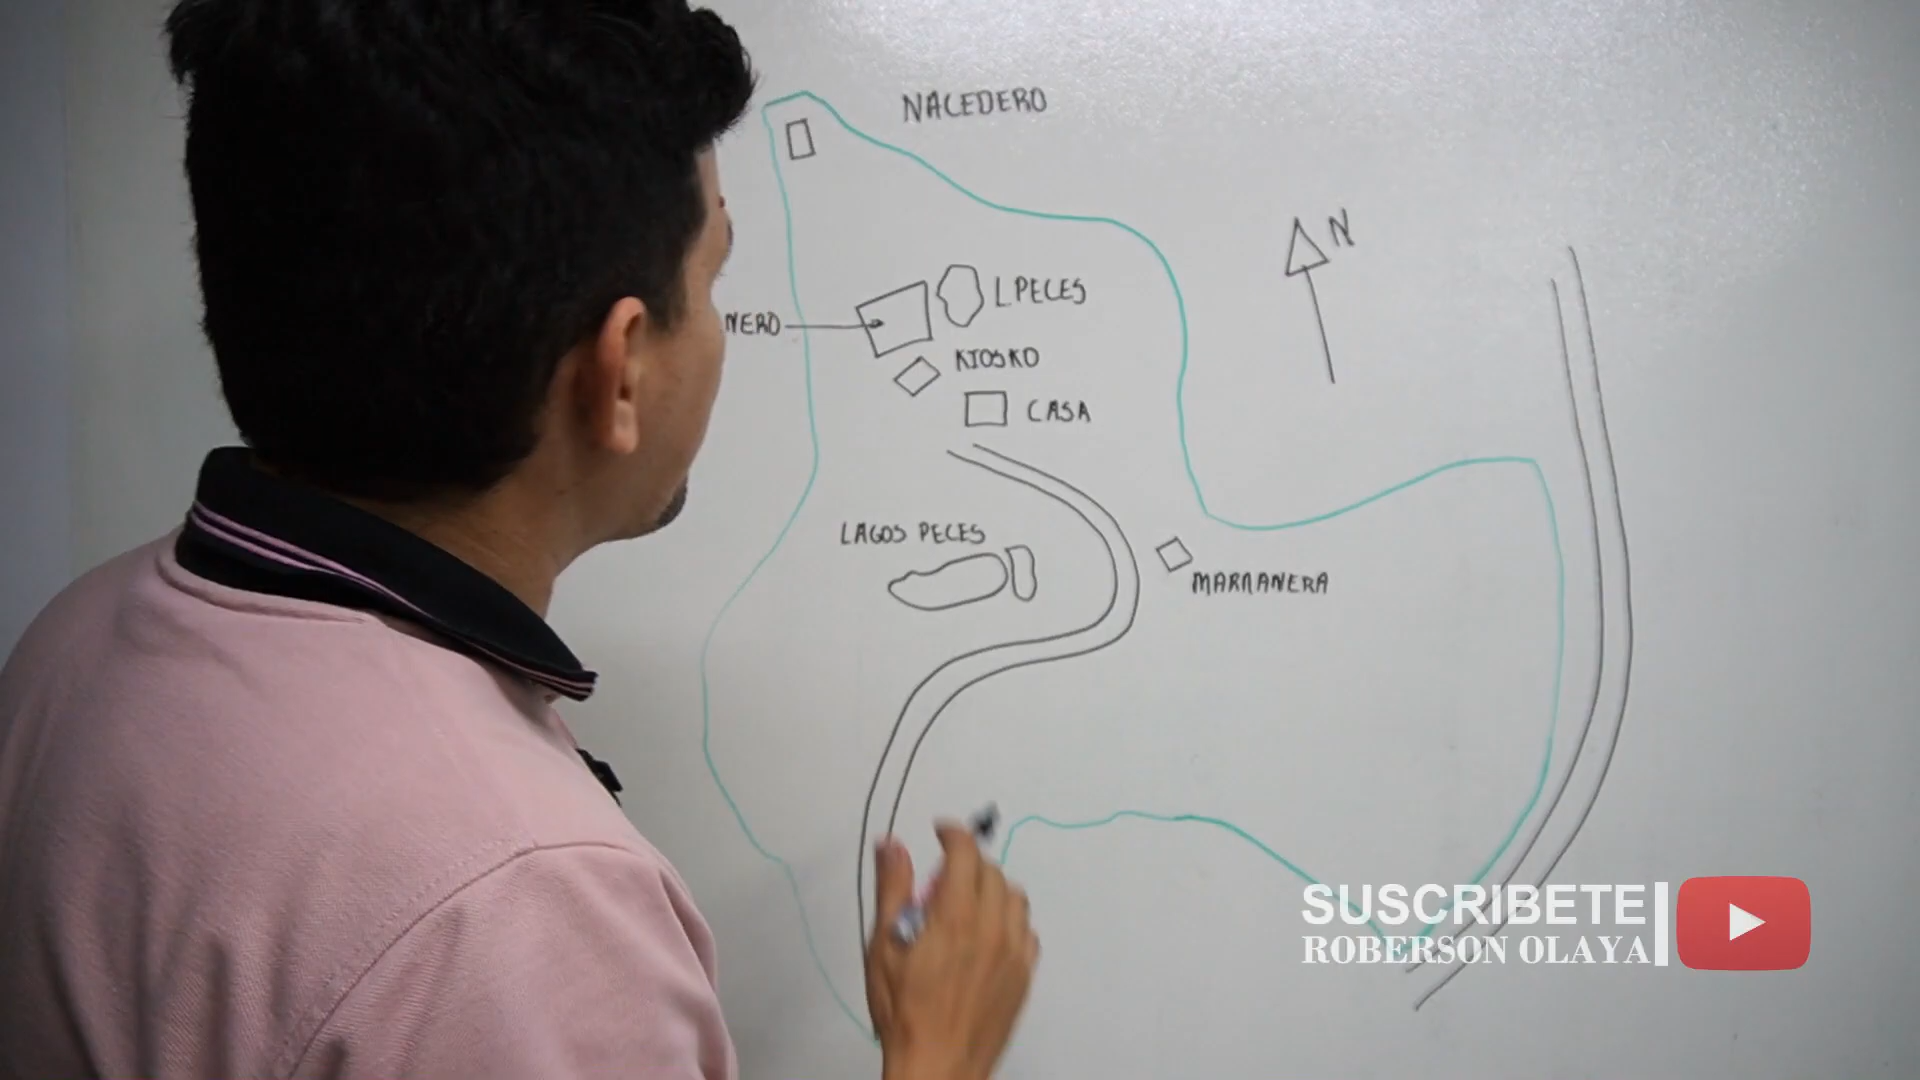 NACEDERO
N
L.PECES
NERO
KIOSKO
CASA
LAGOS PECES
MARRANERA
SUSCRIBETE
ROBERSON OLAYA